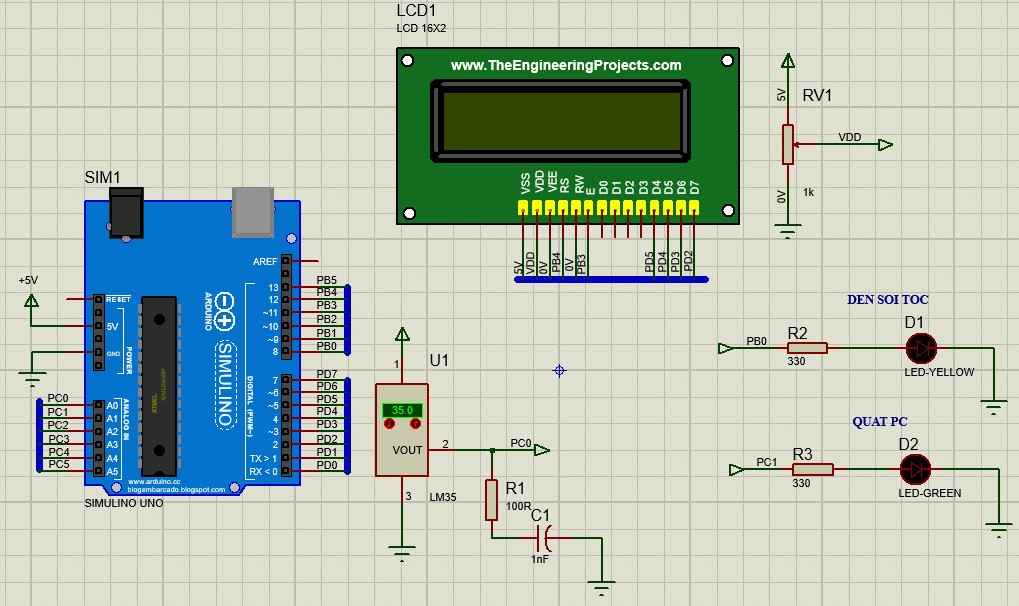 LCD1
LCD 16X2
www.TheEngineeringProjects.com
VSS
VDD
VEE
RS
RW
E
D0
D1
D2
D3
D4
D5
D6
D7
5V
VDD
0V
PB4
0V
PB3
PD5
PD4
PD3
PD2
5V
RV1
VDD
0V
1k
SIM1
AREF
+5V
RESET
5V
GND
POWER
A0
A1
A2
A3
A4
A5
ANALOG IN
PC0
PC1
PC2
PC3
PC4
PC5
ARDUINO
SIMULINO
DIGITAL (PWM~)
13
12
~11
~10
~9
8
7
~6
~5
4
~3
2
TX > 1
RX < 0
PB5
PB4
PB3
PB2
PB1
PB0
PD7
PD6
PD5
PD4
PD3
PD2
PD1
PD0
www.arduino.cc
blogembarcado.blogspot.com
SIMULINO UNO
ATMEL
U1
1
35.0
VOUT
2
3
LM35
PC0
R1
100R
C1
1nF
DEN SOI TOC
PB0
R2
330
D1
LED-YELLOW
QUAT PC
PC1
R3
330
D2
LED-GREEN